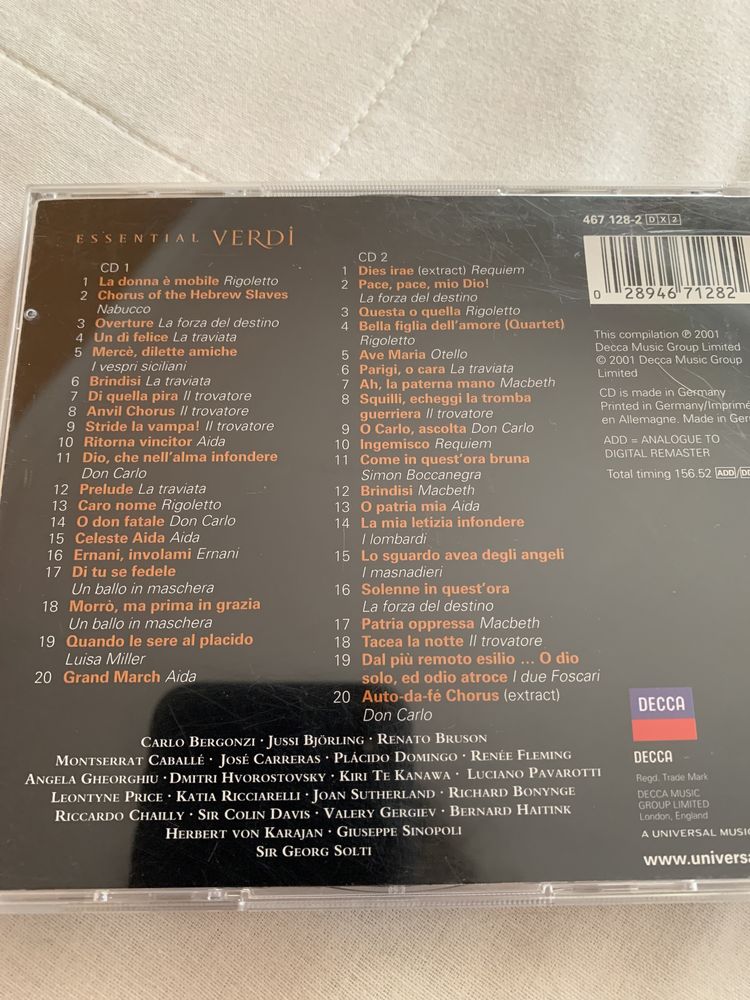 ESSENTIAL VERDI
CD 1
1 La donna è mobile Rigoletto
2 Chorus of the Hebrew Slaves
Nabucco
3 Overture La forza del destino
4 Un dì felice La traviata
5 Mercè, dilette amiche
I vespri siciliani
6 Brindisi La traviata
7 Di quella pira Il trovatore
8 Anvil Chorus Il trovatore
9 Stride la vampa! Il trovatore
10 Ritorna vincitor Aida
11 Dio, che nell'alma infondere
Don Carlo
12 Prelude La traviata
13 Caro nome Rigoletto
14 O don fatale Don Carlo
15 Celeste Aida Aida
16 Ernani, involami Ernani
17 Di tu se fedele
Un ballo in maschera
18 Morrò, ma prima in grazia
Un ballo in maschera
19 Quando le sere al placido
Luisa Miller
20 Grand March Aida
CD 2
1 Dies irae (extract) Requiem
2 Pace, pace, mio Dio!
La forza del destino
3 Questa o quella Rigoletto
4 Bella figlia dell'amore (Quartet)
Rigoletto
5 Ave Maria Otello
6 Parigi, o cara La traviata
7 Ah, la paterna mano Macbeth
8 Squilli, echeggi la tromba
guerriera Il trovatore
9 O Carlo, ascolta Don Carlo
10 Ingemisco Requiem
11 Come in quest'ora bruna
Simon Boccanegra
12 Brindisi Macbeth
13 O patria mia Aida
14 La mia letizia infondere
I lombardi
15 Lo sguardo avea degli angeli
I masnadieri
16 Solenne in quest'ora
La forza del destino
17 Patria oppressa Macbeth
18 Tacea la notte Il trovatore
19 Dal più remoto esilio ... O dio
solo, ed odio atroce I due Foscari
20 Auto-da-fé Chorus (extract)
Don Carlo
CARLO BERGONZI · JUSSI BJÖRLING · RENATO BRUSON
MONTSERRAT CABALLÉ · JOSÉ CARRERAS · PLÁCIDO DOMINGO · RENÉE FLEMING
ANGELA GHEORGHIU · DMITRI HVOROSTOVSKY · KIRI TE KANAWA · LUCIANO PAVAROTTI
LEONTYNE PRICE · KATIA RICCIARELLI · JOAN SUTHERLAND · RICHARD BONYNGE
RICCARDO CHAILLY · SIR COLIN DAVIS · VALERY GERGIEV · BERNARD HAITINK
HERBERT VON KARAJAN · GIUSEPPE SINOPOLI
SIR GEORG SOLTI
467 128-2 DX2
0 28946 71282
This compilation ℗ 2001
Decca Music Group Limited
© 2001 Decca Music Group
Limited
CD is made in Germany
Printed in Germany/Imprimé
en Allemagne. Made in Ger
ADD = ANALOGUE TO
DIGITAL REMASTER
Total timing 156.52 ADD/DD
DECCA
DECCA
Regd. Trade Mark
DECCA MUSIC
GROUP LIMITED
London, England
A UNIVERSAL MUSIC
www.universa